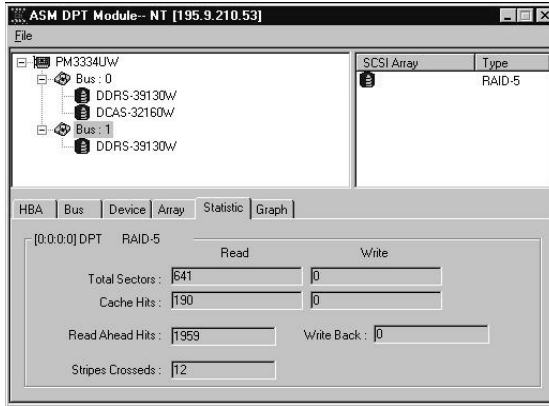 ASM DPT Module-- NT [195.9.210.53]
File
PM3334UW
Bus : 0
DDRS-39130W
DCAS-32160W
Bus : 1
DDRS-39130W
SCSI Array Type
RAID-5
HBA Bus Device Array Statistic Graph
[0:0:0:0] DPT RAID-5
Read Write
Total Sectors : 641 0
Cache Hits : 190 0
Read Ahead Hits : 1959 Write Back : 0
Stripes Crosseds : 12